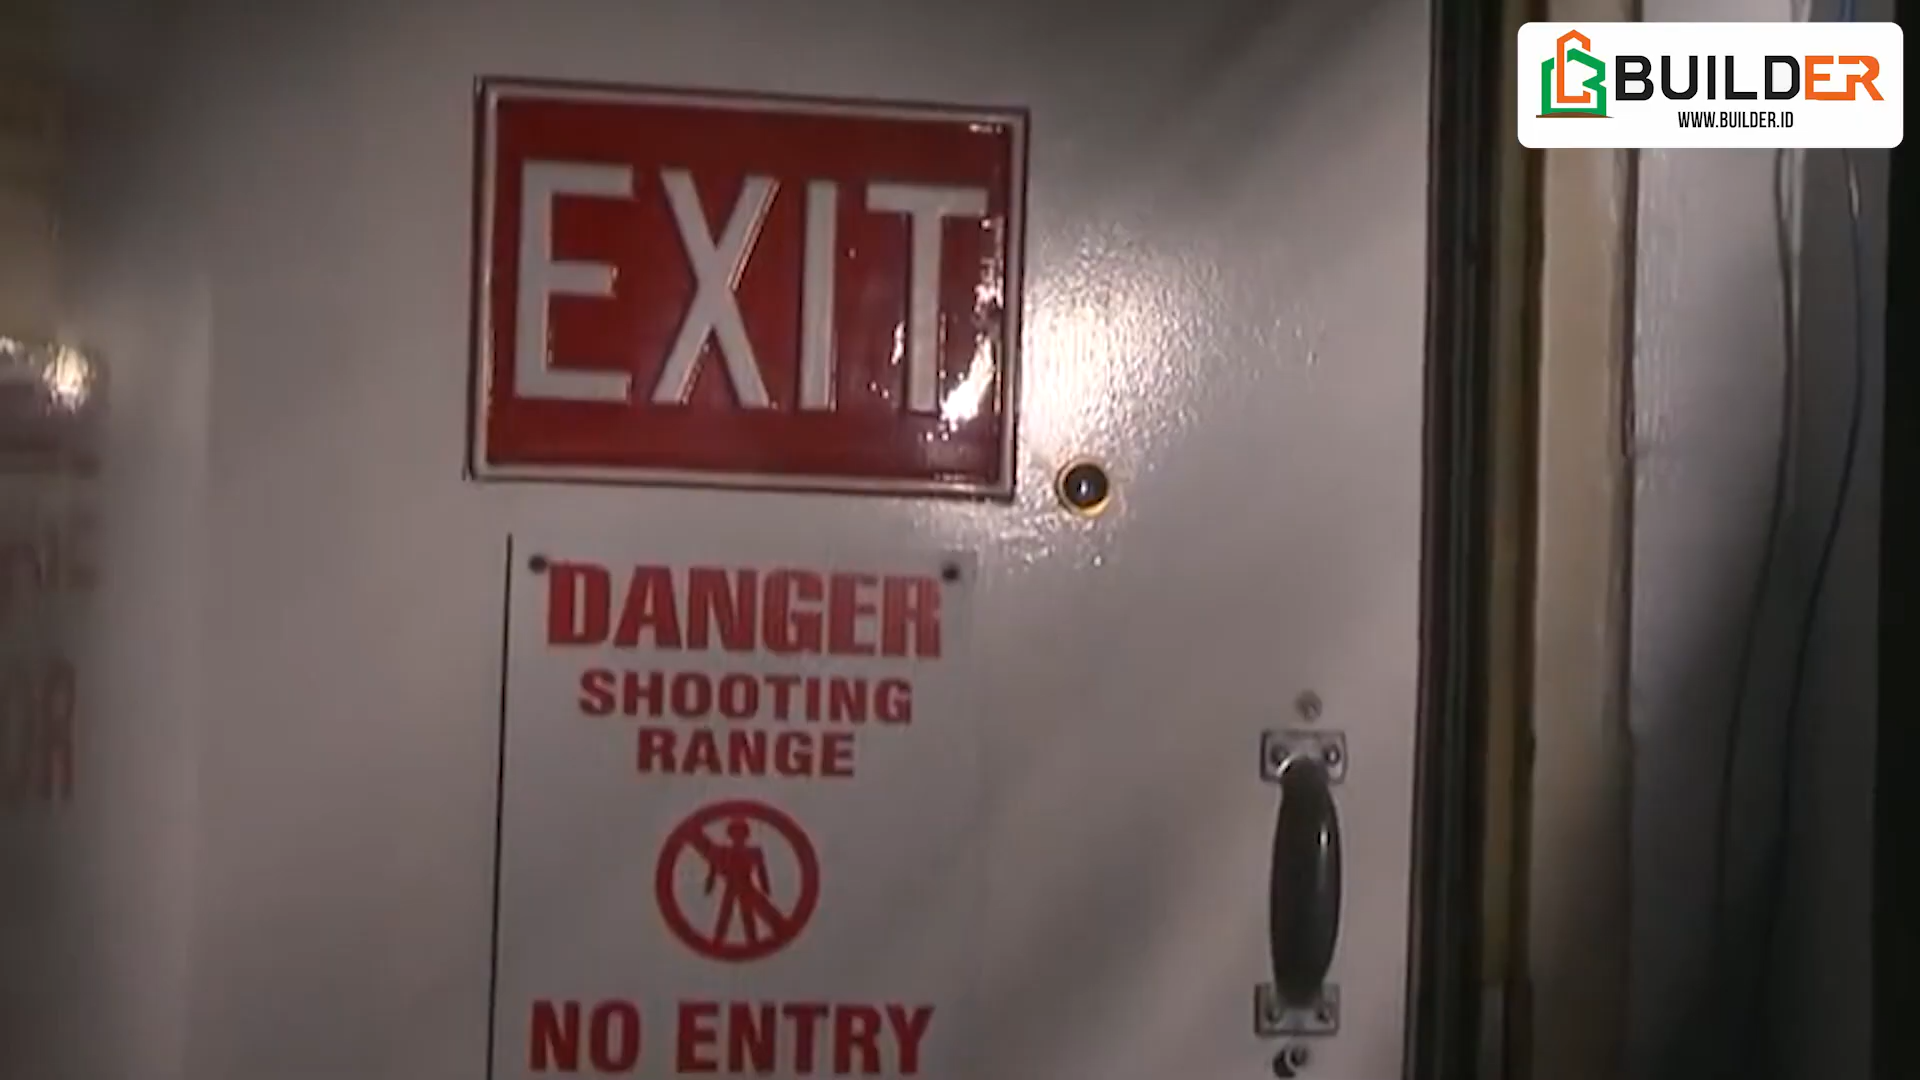 BUILDER
WWW.BUILDER.ID
EXIT
DANGER
SHOOTING
RANGE
NO ENTRY